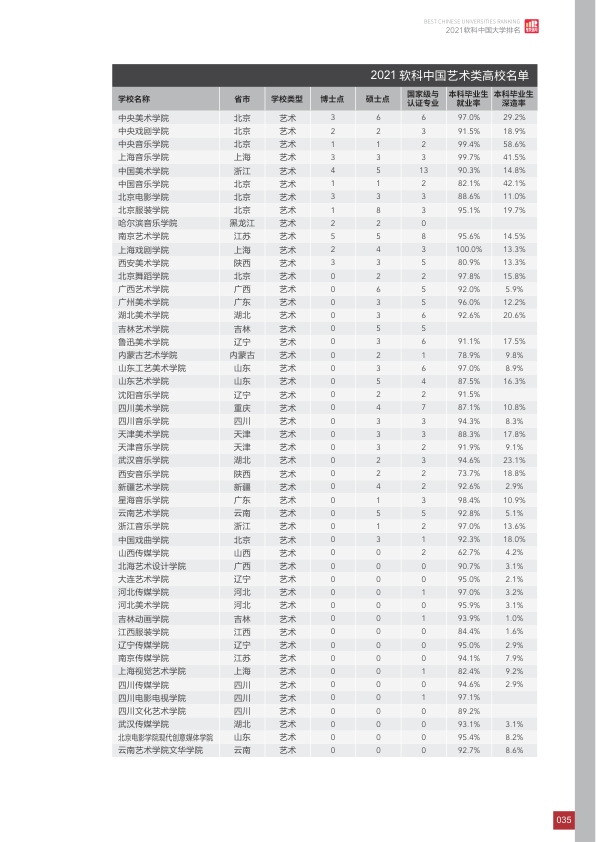 BEST CHINESE UNIVERSITIES RANKING
2021软科中国大学排名
2021 软科中国艺术类高校名单
学校名称 省市 学校类型 博士点 硕士点 国家级与认证专业 本科毕业生就业率 本科毕业生深造率
中央美术学院 北京 艺术 3 6 6 97.0% 29.2%
中央戏剧学院 北京 艺术 2 2 3 91.5% 18.9%
中央音乐学院 北京 艺术 1 1 2 99.4% 58.6%
上海音乐学院 上海 艺术 3 3 3 99.7% 41.5%
中国美术学院 浙江 艺术 4 5 13 90.3% 14.8%
中国音乐学院 北京 艺术 1 1 2 82.1% 42.1%
北京电影学院 北京 艺术 3 3 3 88.6% 11.0%
北京服装学院 北京 艺术 1 8 3 95.1% 19.7%
哈尔滨音乐学院 黑龙江 艺术 2 2 0
南京艺术学院 江苏 艺术 5 5 8 95.6% 14.5%
上海戏剧学院 上海 艺术 2 4 3 100.0% 13.3%
西安美术学院 陕西 艺术 3 3 5 80.9% 13.3%
北京舞蹈学院 北京 艺术 0 2 2 97.8% 15.8%
广西艺术学院 广西 艺术 0 6 5 92.0% 5.9%
广州美术学院 广东 艺术 0 3 5 96.0% 12.2%
湖北美术学院 湖北 艺术 0 3 6 92.6% 20.6%
吉林艺术学院 吉林 艺术 0 5 5
鲁迅美术学院 辽宁 艺术 0 3 6 91.1% 17.5%
内蒙古艺术学院 内蒙古 艺术 0 2 1 78.9% 9.8%
山东工艺美术学院 山东 艺术 0 3 6 97.0% 8.9%
山东艺术学院 山东 艺术 0 5 4 87.5% 16.3%
沈阳音乐学院 辽宁 艺术 0 2 2 91.5%
四川美术学院 重庆 艺术 0 4 7 87.1% 10.8%
四川音乐学院 四川 艺术 0 3 3 94.3% 8.3%
天津美术学院 天津 艺术 0 3 3 88.3% 17.8%
天津音乐学院 天津 艺术 0 3 2 91.9% 9.1%
武汉音乐学院 湖北 艺术 0 2 3 94.6% 23.1%
西安音乐学院 陕西 艺术 0 2 2 73.7% 18.8%
新疆艺术学院 新疆 艺术 0 4 2 92.6% 2.9%
星海音乐学院 广东 艺术 0 1 3 98.4% 10.9%
云南艺术学院 云南 艺术 0 5 5 92.8% 5.1%
浙江音乐学院 浙江 艺术 0 1 2 97.0% 13.6%
中国戏曲学院 北京 艺术 0 3 1 92.3% 18.0%
山西传媒学院 山西 艺术 0 0 2 62.7% 4.2%
北海艺术设计学院 广西 艺术 0 0 0 90.7% 3.1%
大连艺术学院 辽宁 艺术 0 0 0 95.0% 2.1%
河北传媒学院 河北 艺术 0 0 1 97.0% 3.2%
河北美术学院 河北 艺术 0 0 0 95.9% 3.1%
吉林动画学院 吉林 艺术 0 0 1 93.9% 1.0%
江西服装学院 江西 艺术 0 0 0 84.4% 1.6%
辽宁传媒学院 辽宁 艺术 0 0 0 95.0% 2.9%
南京传媒学院 江苏 艺术 0 0 0 94.1% 7.9%
上海视觉艺术学院 上海 艺术 0 0 1 82.4% 9.2%
四川传媒学院 四川 艺术 0 0 0 94.6% 2.9%
四川电影电视学院 四川 艺术 0 0 1 97.1%
四川文化艺术学院 四川 艺术 0 0 0 89.2%
武汉传媒学院 湖北 艺术 0 0 0 93.1% 3.1%
北京电影学院现代创意媒体学院 山东 艺术 0 0 0 95.4% 8.2%
云南艺术学院文华学院 云南 艺术 0 0 0 92.7% 8.6%
035